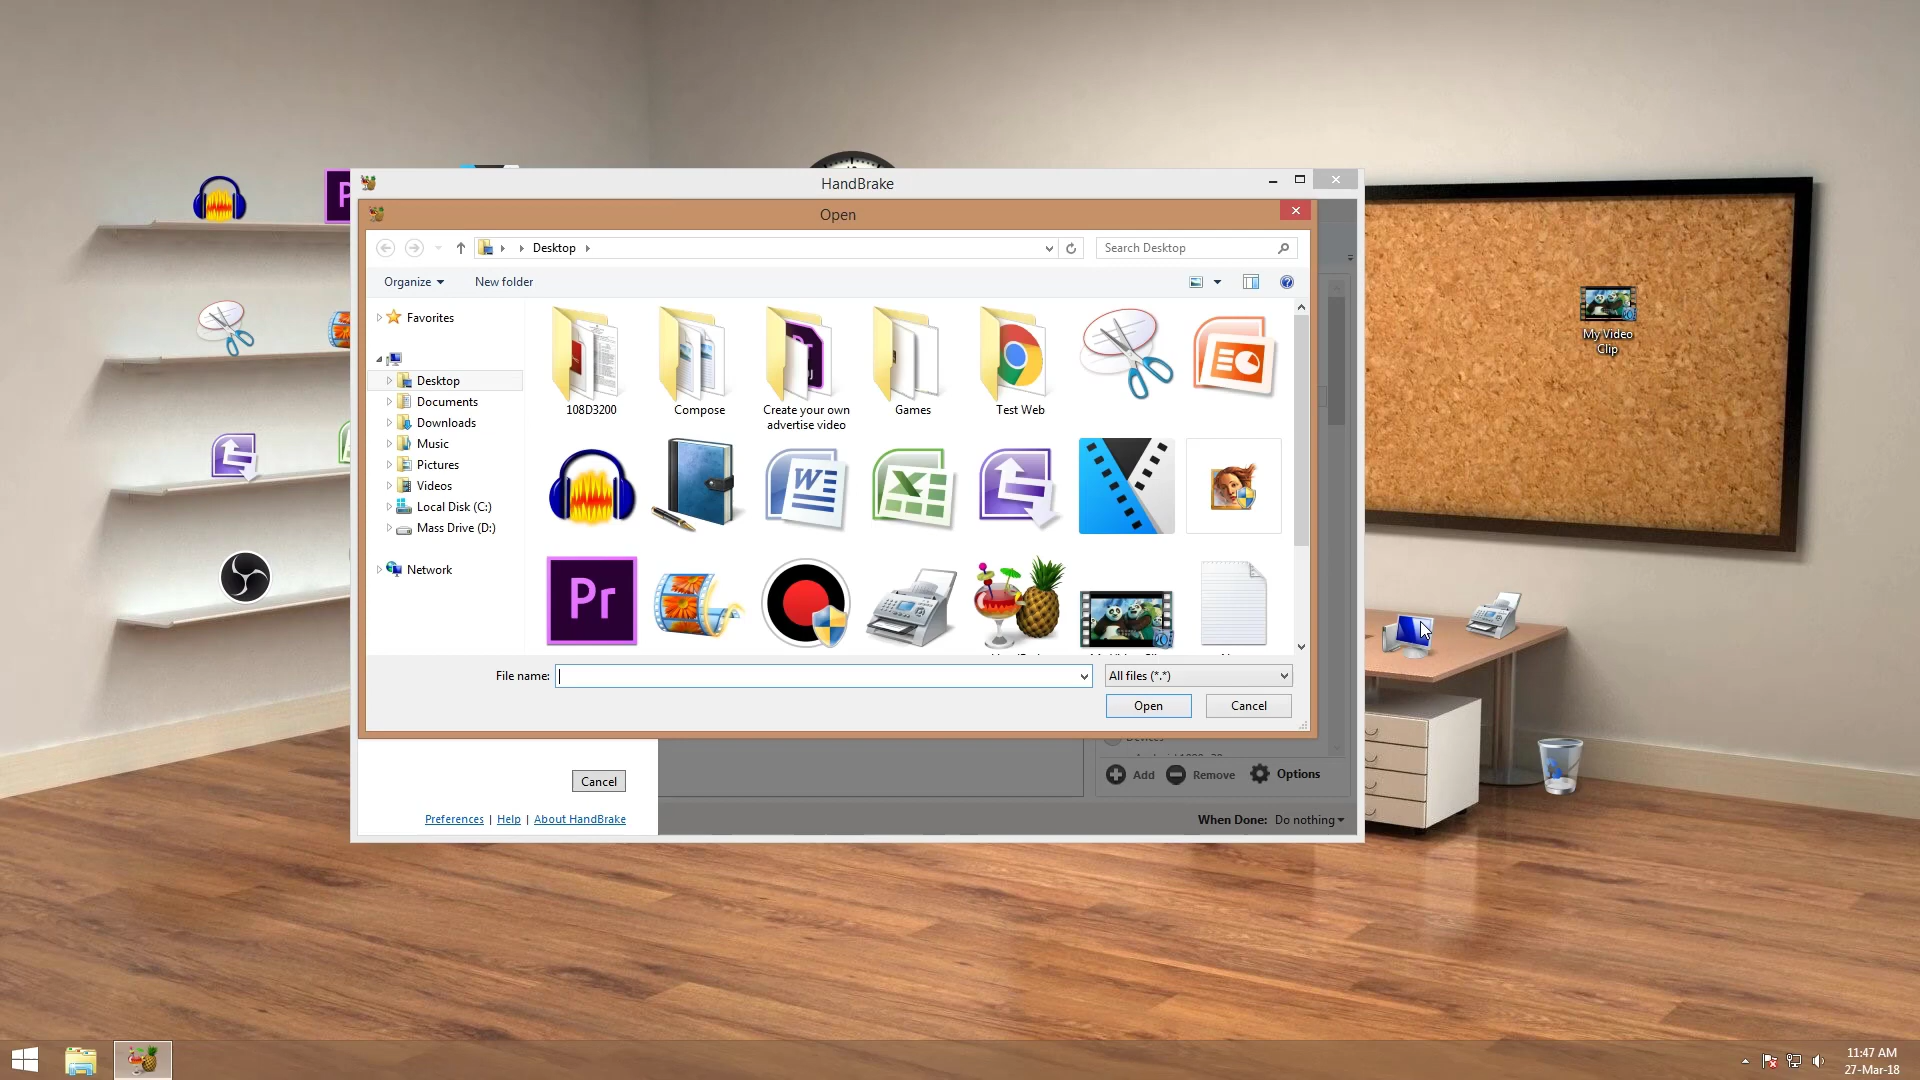 HandBrake
Open
Desktop
Search Desktop
Organize
New folder
Favorites
Desktop
Documents
Downloads
Music
Pictures
Videos
Local Disk (C:)
Mass Drive (D:)
Network
108D3200
Compose
Create your own
advertise video
Games
Test Web
Pr
File name:
All files (*.*)
Open
Cancel
My Video
Clip
Cancel
Add
Remove
Options
Preferences | Help | About HandBrake
When Done: Do nothing
11:47 AM
27-Mar-18